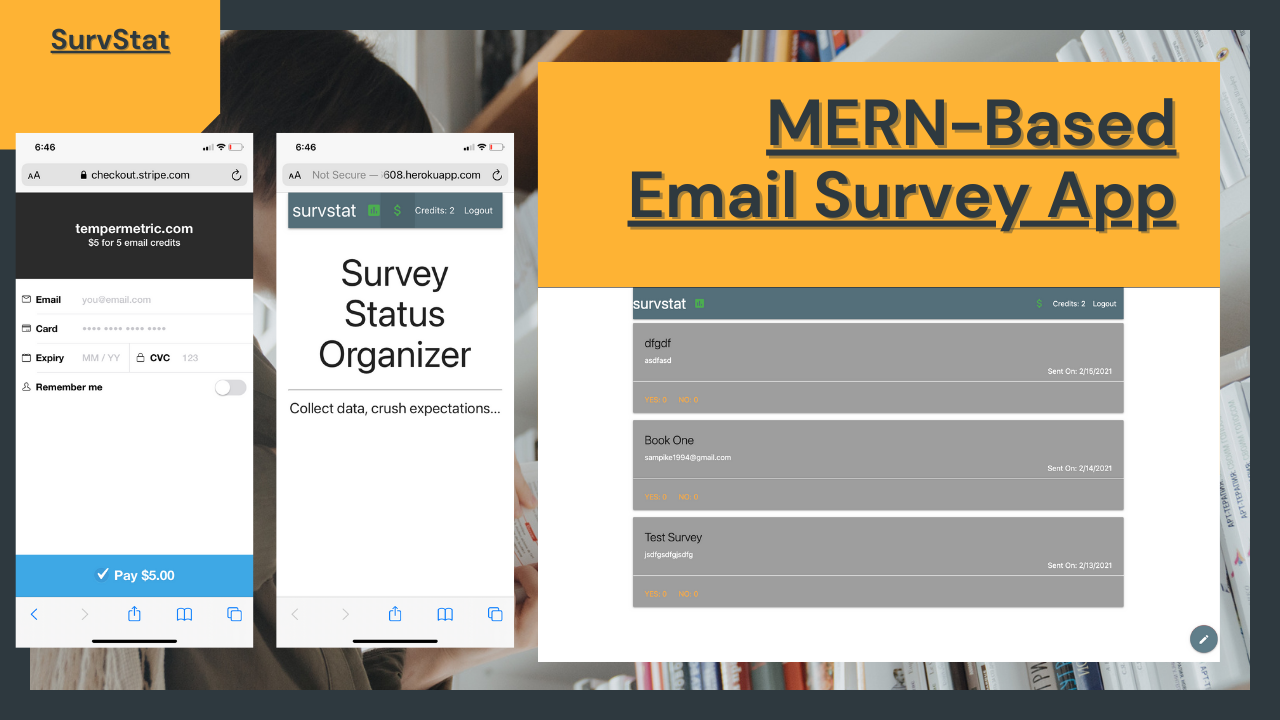 SurvStat
MERN-Based
Email Survey App
6:46
AA checkout.stripe.com
tempermetric.com
$5 for 5 email credits
Email you@email.com
Card
Expiry MM / YY CVC 123
Remember me
Pay $5.00
6:46
AA Not Secure — 608.herokuapp.com
survstat $ Credits: 2 Logout
Survey
Status
Organizer
Collect data, crush expectations...
survstat $ Credits: 2 Logout
dfgdf
asdfasd
Sent On: 2/15/2021
YES: 0 NO: 0
Book One
sampike1994@gmail.com
Sent On: 2/14/2021
YES: 0 NO: 0
Test Survey
jsdfgsdfgjsdfg
Sent On: 2/13/2021
YES: 0 NO: 0